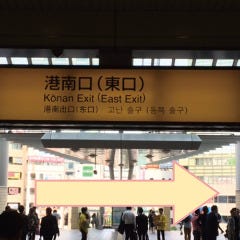 港南口（東口）
Kōnan Exit (East Exit)
港南出口（东口） 고난 출구 (동쪽 출구)